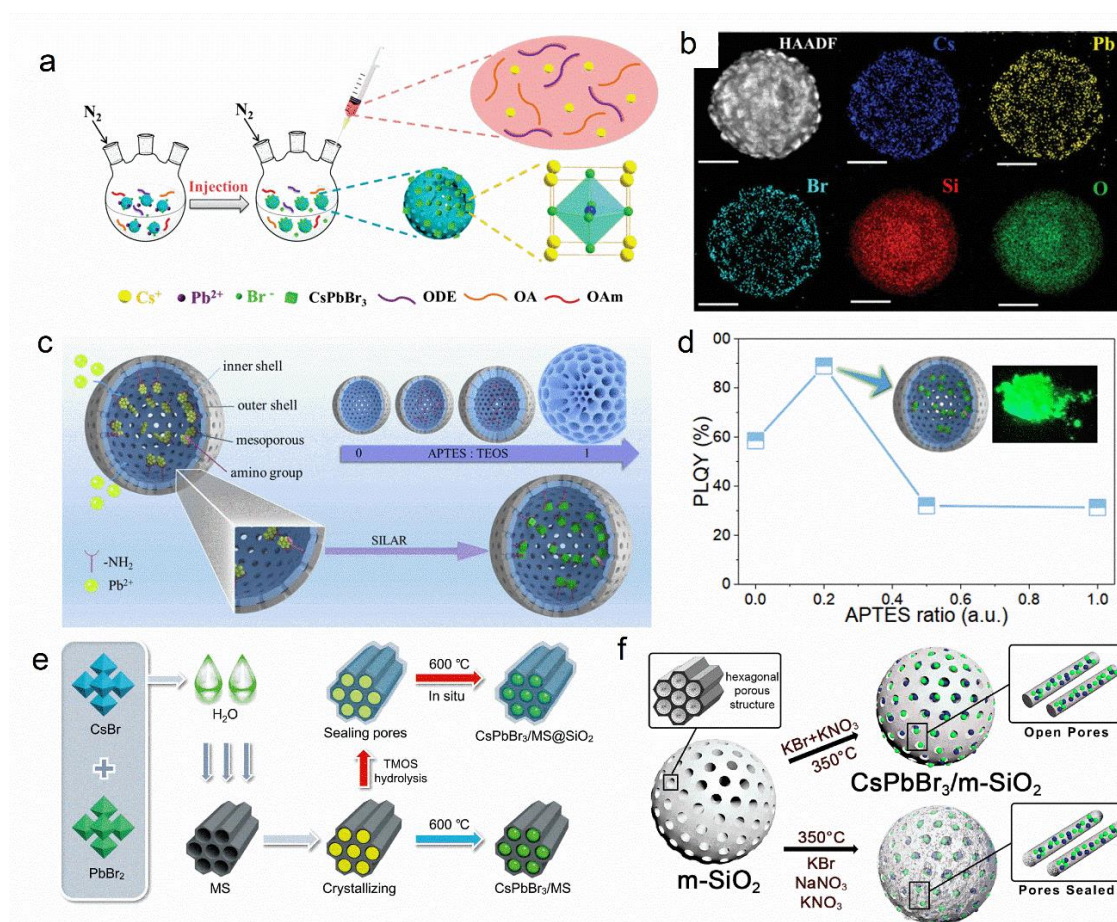 a
N₂
N₂
Injection
Cs⁺ Pb²⁺ Br⁻ CsPbBr₃ ODE OA OAm
b
HAADF
Cs
Pb
Br
Si
O
c
inner shell
outer shell
mesoporous
amino group
-NH₂
Pb²⁺
0 APTES : TEOS 1
SILAR
d
PLQY (%)
00
80
60
40
20
0
0.0 0.2 0.4 0.6 0.8 1.0
APTES ratio (a.u.)
e
CsBr
+
PbBr₂
H₂O
MS
Sealing pores
600 ℃
In situ
CsPbBr₃/MS@SiO₂
TMOS
hydrolysis
Crystallizing
600 ℃
CsPbBr₃/MS
f
hexagonal
porous
structure
m-SiO₂
KBr+KNO₃
350°C
CsPbBr₃/m-SiO₂
Open Pores
350°C
KBr
NaNO₃
KNO₃
Pores Sealed